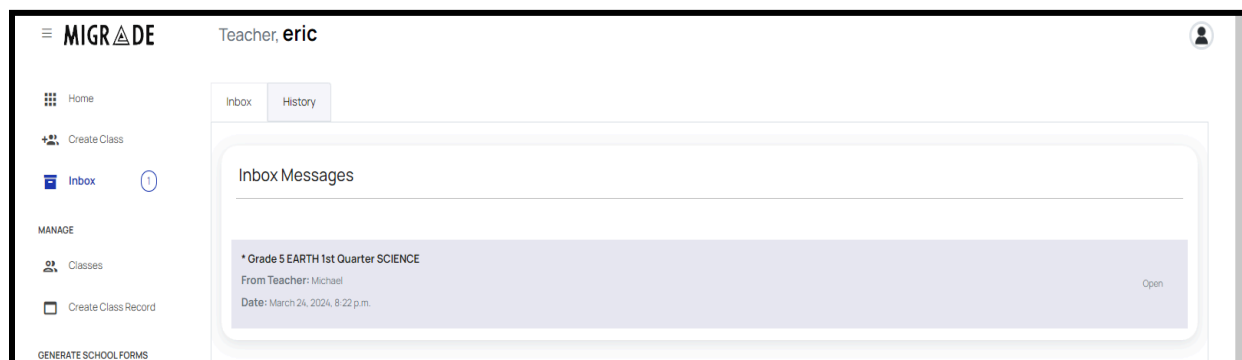 MIGRADE
Teacher, eric
Home
Create Class
Inbox 1
MANAGE
Classes
Create Class Record
GENERATE SCHOOL FORMS
Inbox History
Inbox Messages
* Grade 5 EARTH 1st Quarter SCIENCE
From Teacher: Michael
Date: March 24, 2024, 8:22 p.m.
Open